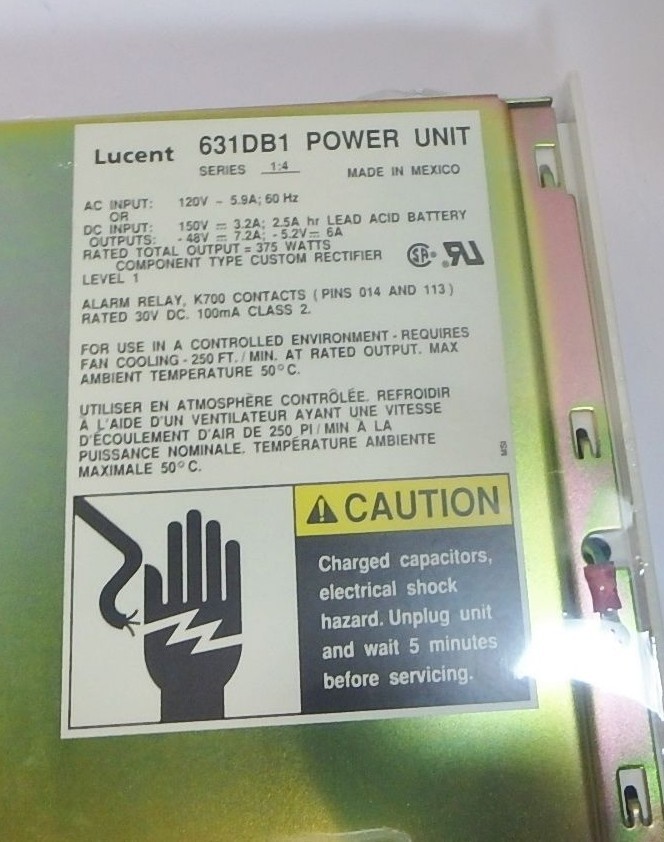 Lucent 631DB1 POWER UNIT
SERIES 1:4 MADE IN MEXICO
AC INPUT: 120V ~ 5.9A; 60 Hz
OR
DC INPUT: 150V ⎓ 3.2A; 2.5A hr LEAD ACID BATTERY
OUTPUTS: -48V ⎓ 7.2A; -5.2V ⎓ 6A
RATED TOTAL OUTPUT = 375 WATTS
COMPONENT TYPE CUSTOM RECTIFIER
LEVEL 1
ALARM RELAY, K700 CONTACTS (PINS 014 AND 113)
RATED 30V DC. 100mA CLASS 2.
FOR USE IN A CONTROLLED ENVIRONMENT - REQUIRES
FAN COOLING - 250 FT. / MIN. AT RATED OUTPUT. MAX
AMBIENT TEMPERATURE 50°C.
UTILISER EN ATMOSPHÈRE CONTRÔLÉE. REFROIDIR
À L'AIDE D'UN VENTILATEUR AYANT UNE VITESSE
D'ÉCOULEMENT D'AIR DE 250 PI / MIN À LA
PUISSANCE NOMINALE. TEMPÉRATURE AMBIENTE
MAXIMALE 50°C.
CAUTION
Charged capacitors,
electrical shock
hazard. Unplug unit
and wait 5 minutes
before servicing.